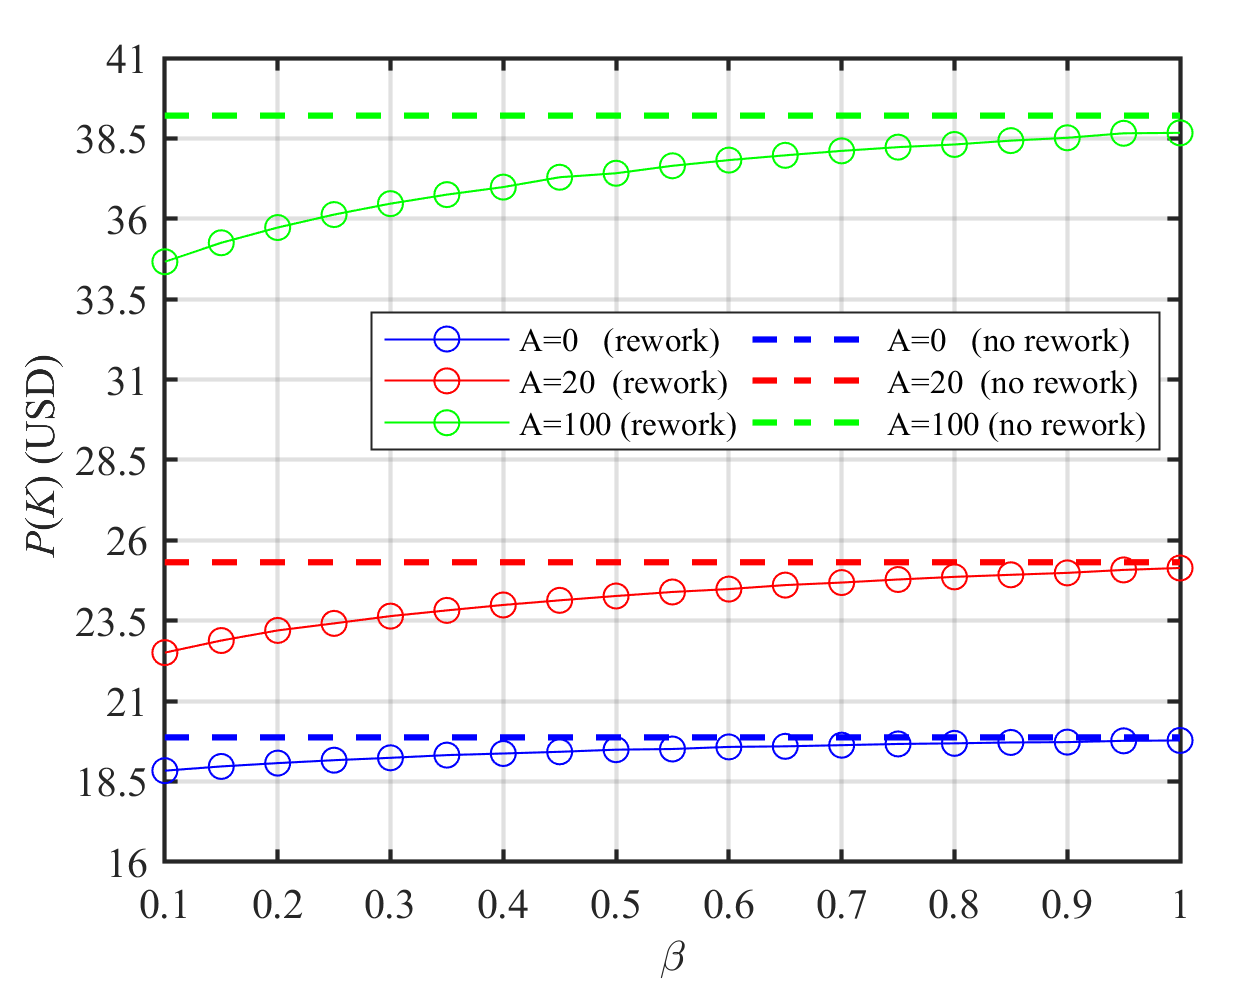 41
38.5
36
33.5
31
28.5
26
23.5
21
18.5
16
P(K) (USD)
A=0 (rework) A=0 (no rework)
A=20 (rework) A=20 (no rework)
A=100 (rework) A=100 (no rework)
0.1 0.2 0.3 0.4 0.5 0.6 0.7 0.8 0.9 1
β